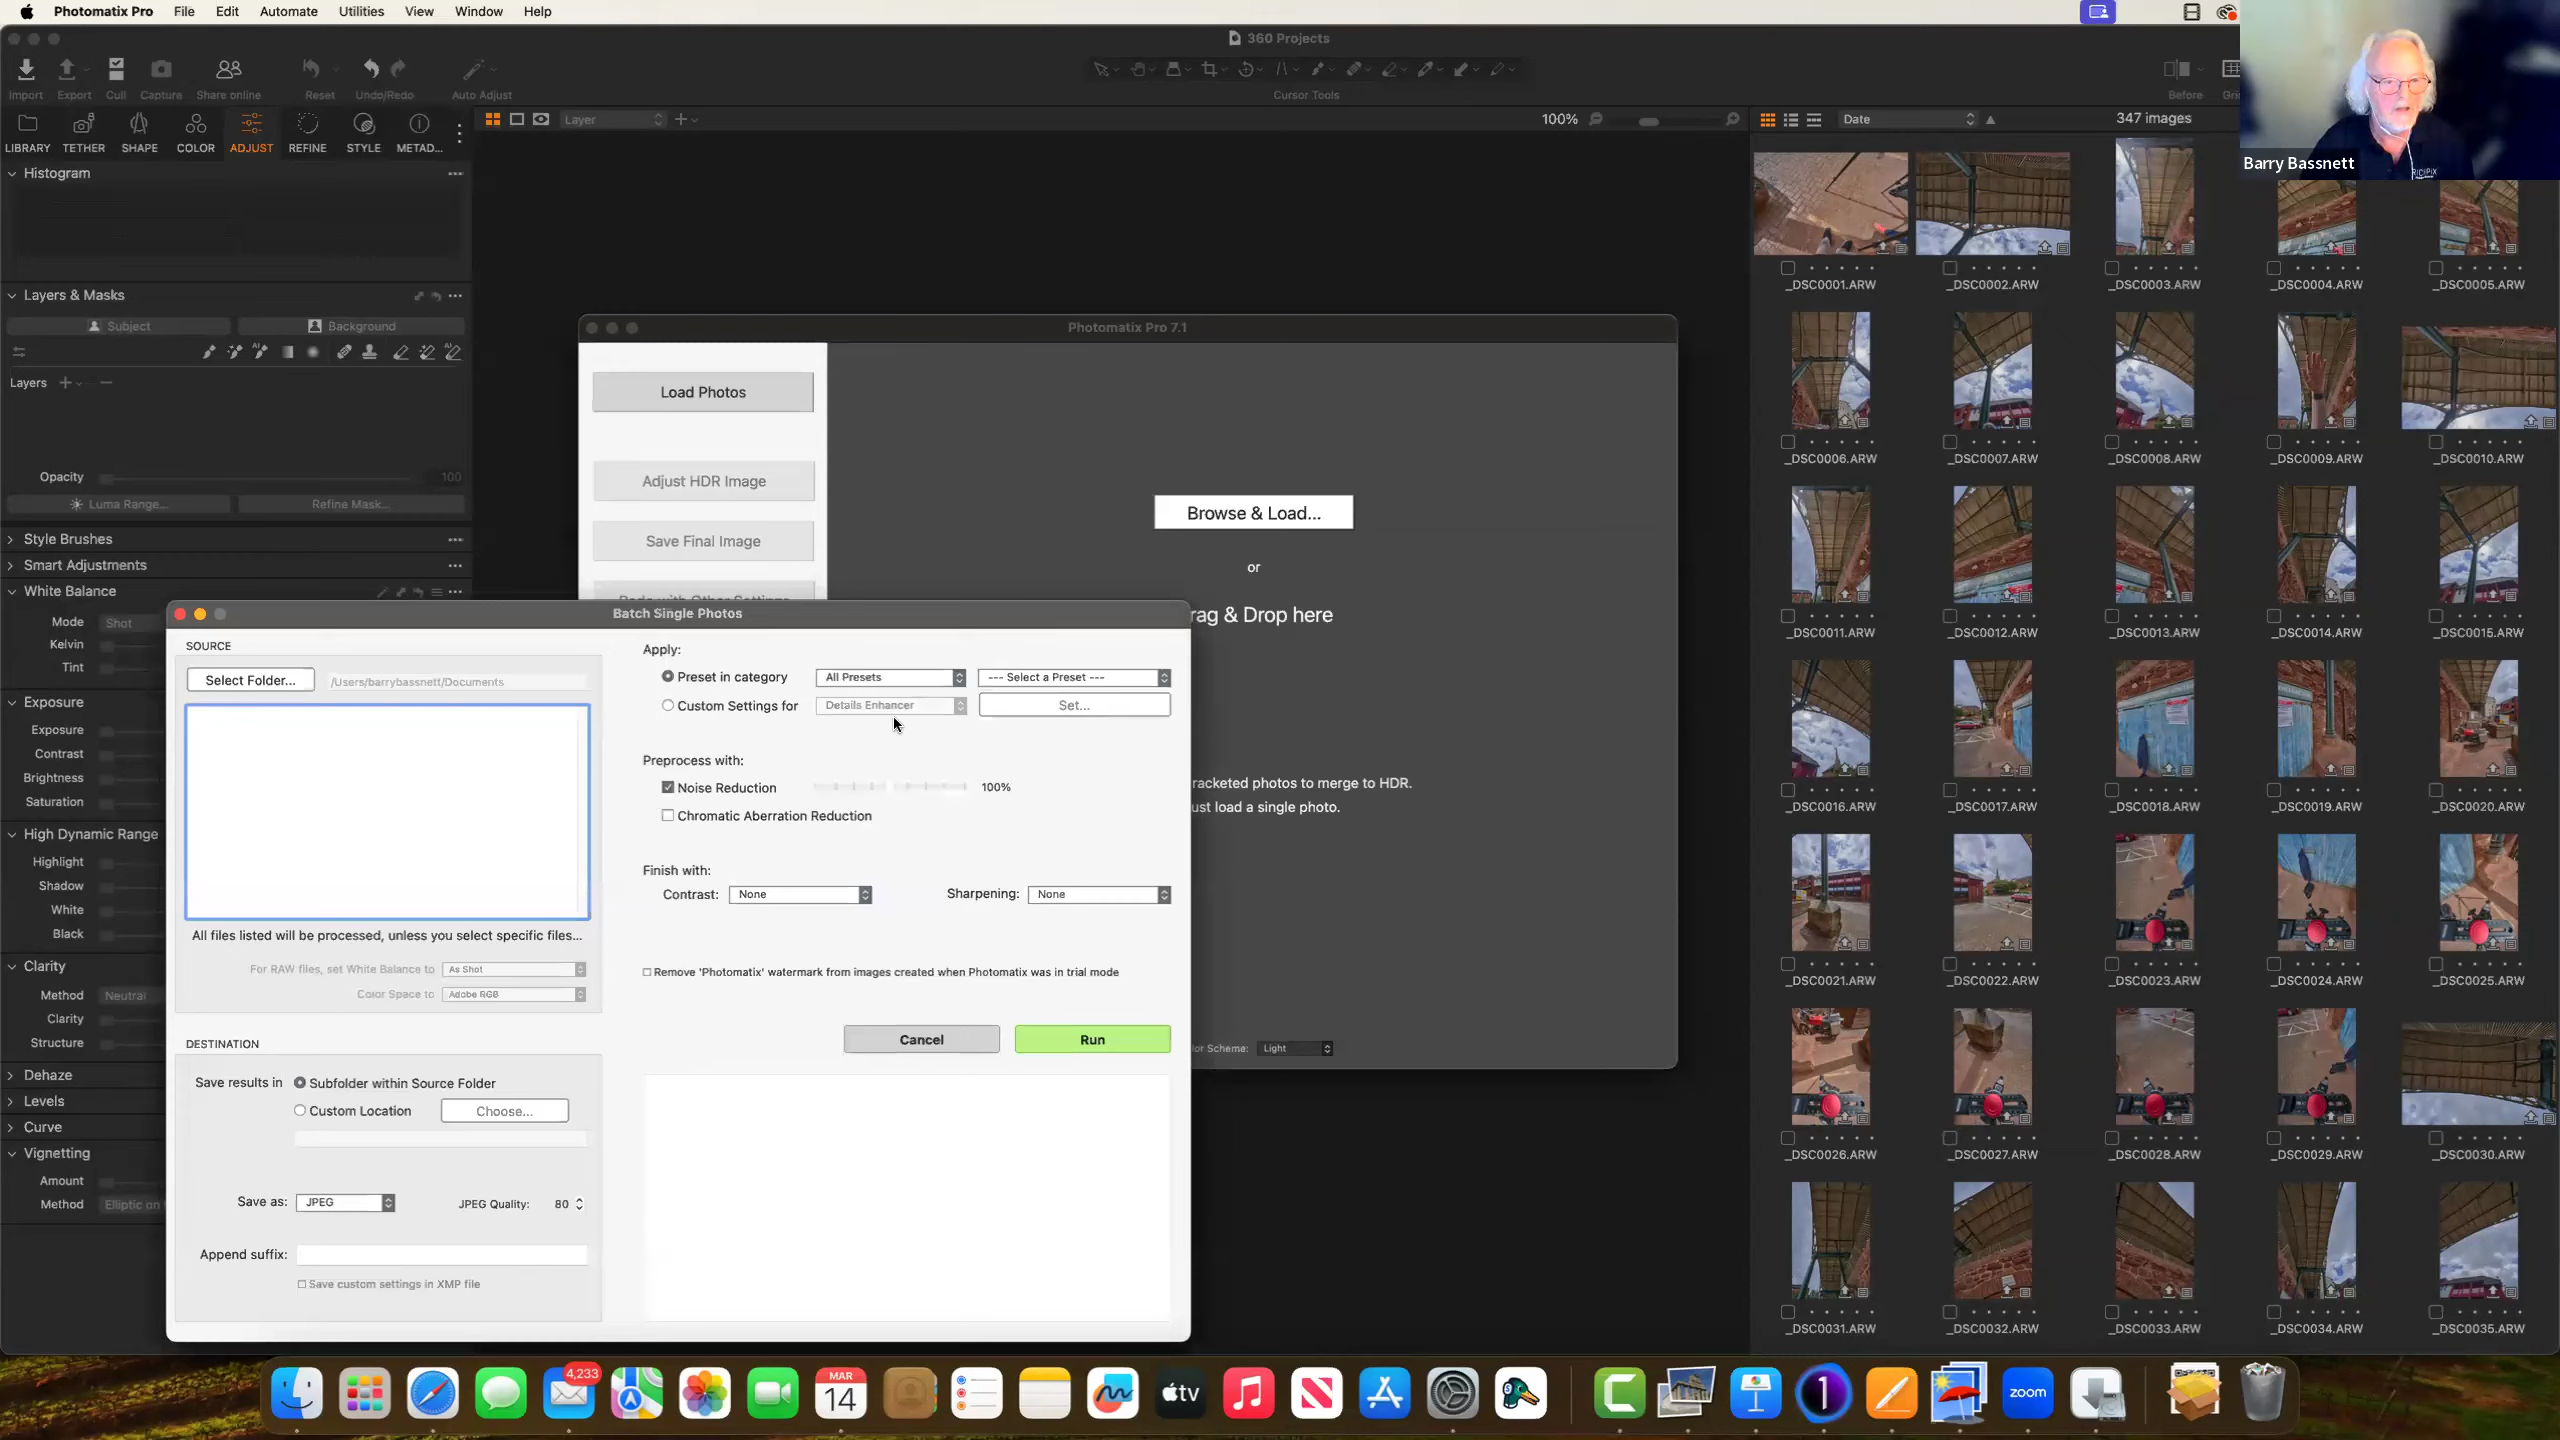 Photomatix Pro File Edit Automate Utilities View Window Help
360 Projects
Import Export Cull Capture Share online Reset Undo/Redo Auto Adjust
Cursor Tools
Before
LIBRARY TETHER SHAPE COLOR ADJUST REFINE STYLE METAD...
Layer
100%
Date
347 images
Barry Bassnett
Histogram
Layers & Masks
Subject Background
Layers
Opacity 100
Luma Range... Refine Mask...
Style Brushes
Smart Adjustments
White Balance
Mode Shot
Kelvin
Tint
Exposure
Exposure
Contrast
Brightness
Saturation
High Dynamic Range
Highlight
Shadow
White
Black
Clarity
Method Neutral
Clarity
Structure
Dehaze
Levels
Curve
Vignetting
Amount
Method Elliptic on
Photomatix Pro 7.1
Load Photos
Adjust HDR Image
Save Final Image
Browse & Load...
or
rag & Drop here
racketed photos to merge to HDR.
ust load a single photo.
or Scheme: Light
Batch Single Photos
SOURCE
Select Folder... /Users/barrybassnett/Documents
All files listed will be processed, unless you select specific files...
For RAW files, set White Balance to As Shot
Color Space to Adobe RGB
DESTINATION
Save results in Subfolder within Source Folder
Custom Location Choose...
Save as: JPEG JPEG Quality: 80
Append suffix:
Save custom settings in XMP file
Apply:
Preset in category All Presets --- Select a Preset ---
Custom Settings for Details Enhancer Set...
Preprocess with:
Noise Reduction 100%
Chromatic Aberration Reduction
Finish with:
Contrast: None Sharpening: None
Remove 'Photomatix' watermark from images created when Photomatix was in trial mode
Cancel Run
_DSC0001.ARW _DSC0002.ARW _DSC0003.ARW _DSC0004.ARW _DSC0005.ARW
_DSC0006.ARW _DSC0007.ARW _DSC0008.ARW _DSC0009.ARW _DSC0010.ARW
_DSC0011.ARW _DSC0012.ARW _DSC0013.ARW _DSC0014.ARW _DSC0015.ARW
_DSC0016.ARW _DSC0017.ARW _DSC0018.ARW _DSC0019.ARW _DSC0020.ARW
_DSC0021.ARW _DSC0022.ARW _DSC0023.ARW _DSC0024.ARW _DSC0025.ARW
_DSC0026.ARW _DSC0027.ARW _DSC0028.ARW _DSC0029.ARW _DSC0030.ARW
_DSC0031.ARW _DSC0032.ARW _DSC0033.ARW _DSC0034.ARW _DSC0035.ARW
4,233
MAR
14
tv
zoom